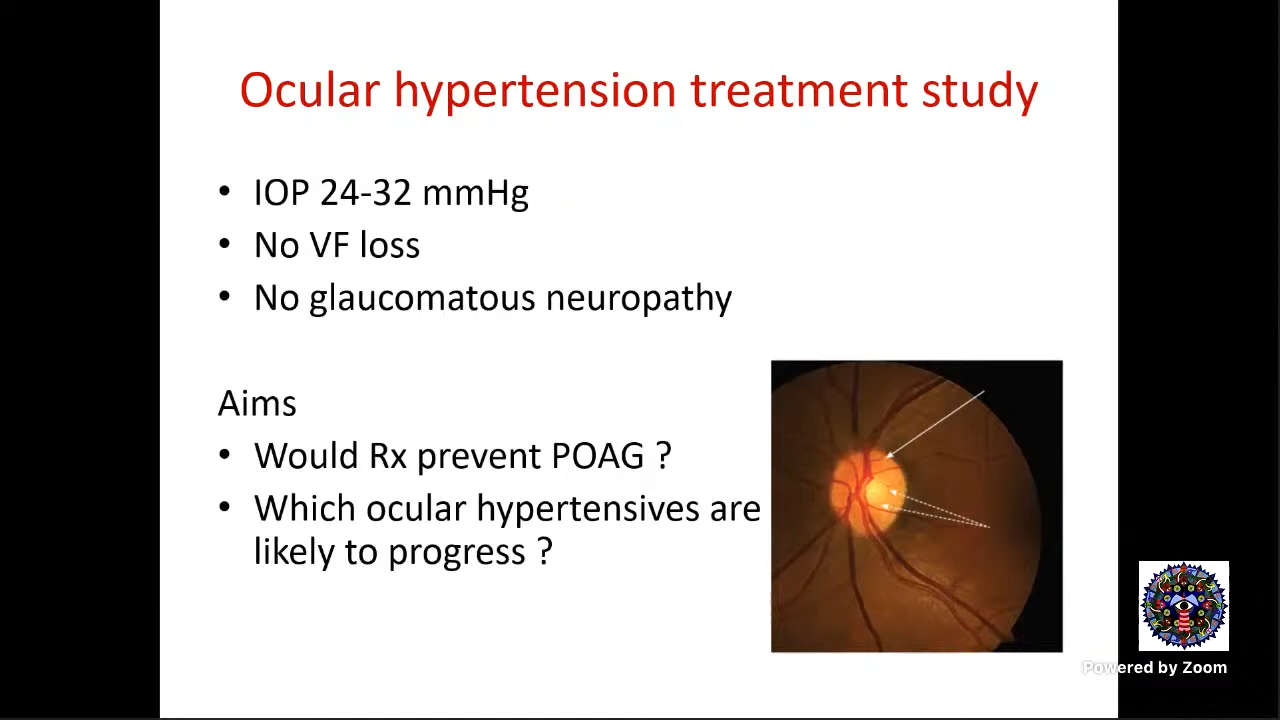 Ocular hypertension treatment study
• IOP 24-32 mmHg
• No VF loss
• No glaucomatous neuropathy
Aims
• Would Rx prevent POAG ?
• Which ocular hypertensives are
likely to progress ?
Powered by Zoom